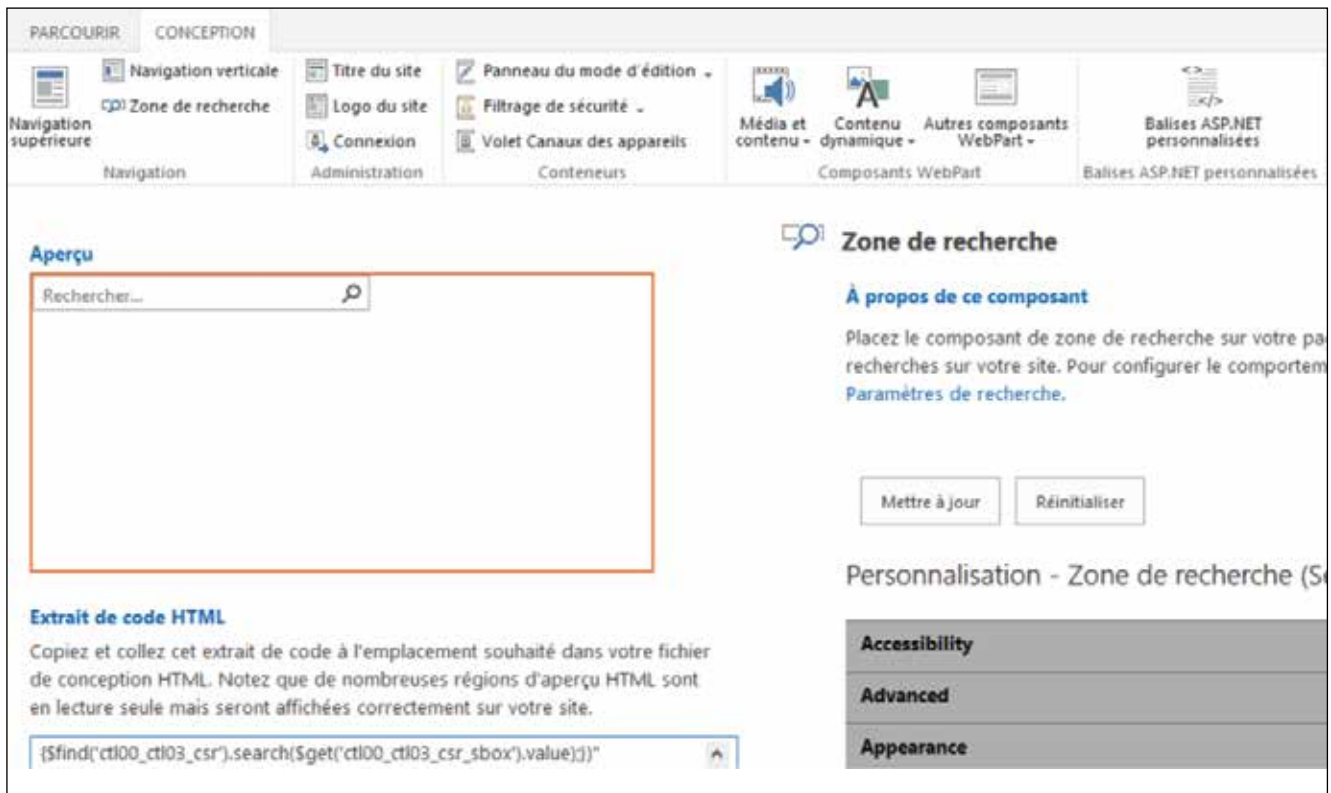 PARCOURIR CONCEPTION
Navigation supérieure
Navigation verticale
Zone de recherche
Navigation
Titre du site
Logo du site
Connexion
Administration
Panneau du mode d'édition
Filtrage de sécurité
Volet Canaux des appareils
Conteneurs
Média et contenu
Contenu dynamique
Autres composants WebPart
Composants WebPart
Balises ASP.NET personnalisées
Balises ASP.NET personnalisées
Aperçu
Rechercher...
Extrait de code HTML
Copiez et collez cet extrait de code à l'emplacement souhaité dans votre fichier
de conception HTML. Notez que de nombreuses régions d'aperçu HTML sont
en lecture seule mais seront affichées correctement sur votre site.
{$find('ctl00_ctl03_csr').search($get('ctl00_ctl03_csr_sbox').value);})"
Zone de recherche
À propos de ce composant
Placez le composant de zone de recherche sur votre pa
recherches sur votre site. Pour configurer le comportem
Paramètres de recherche.
Mettre à jour Réinitialiser
Personnalisation - Zone de recherche (Se
Accessibility
Advanced
Appearance